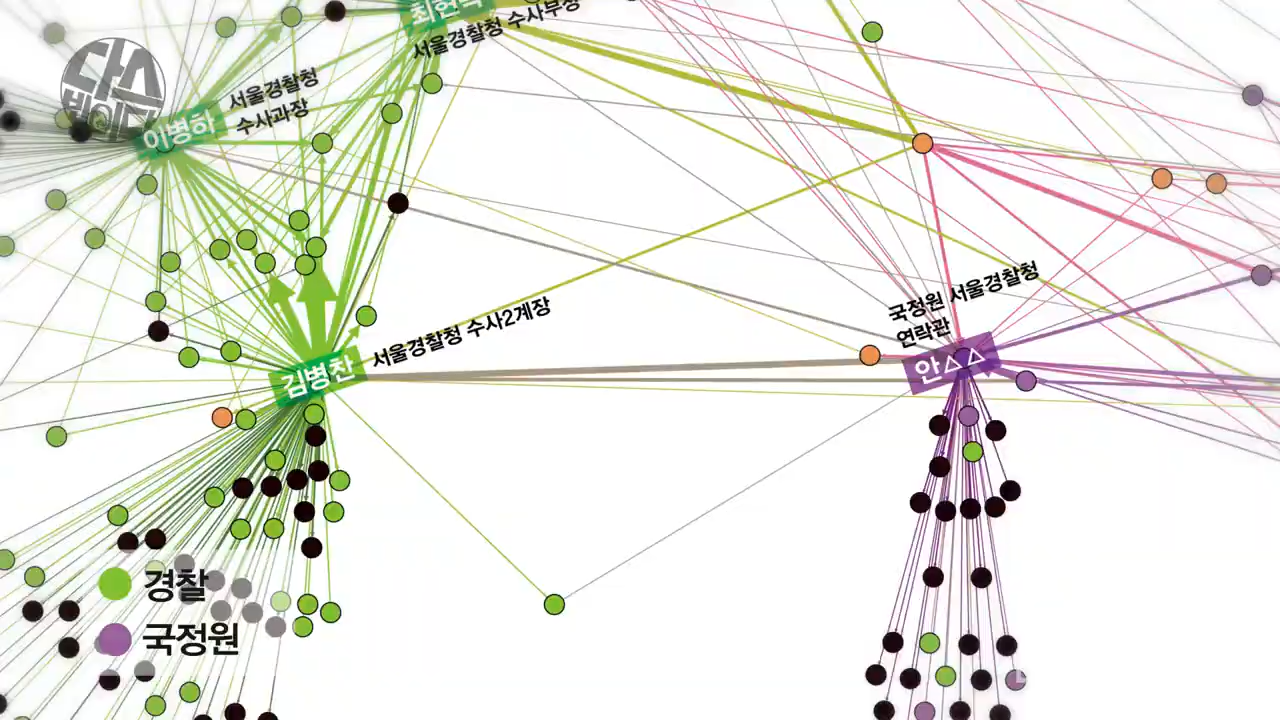 서울경찰청 수사부장
다스
서울경찰청
수사과장
이병하
국정원 서울경찰청
연락관
서울경찰청 수사2계장
안△△
김병찬
경찰
국정원